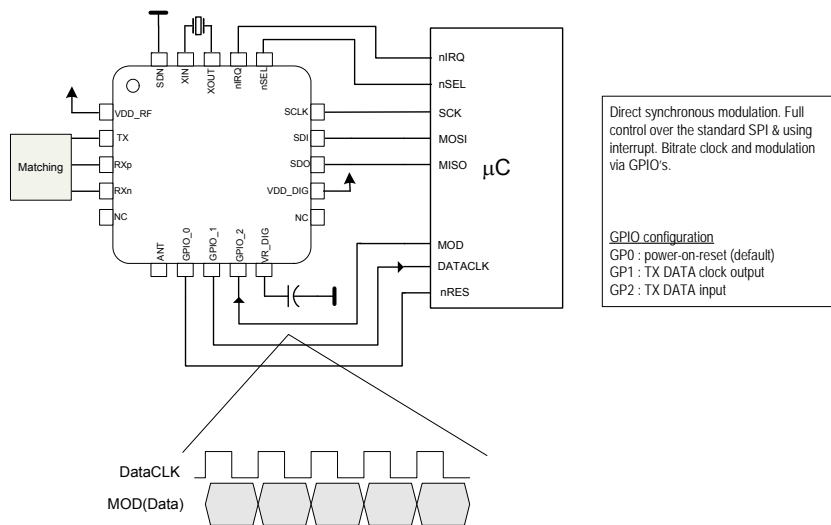 SDN
XIN
XOUT
nIRQ
nSEL
VDD_RF
TX
RXp
RXn
NC
Matching
SCLK
SDI
SDO
VDD_DIG
NC
ANT
GPIO_0
GPIO_1
GPIO_2
VR_DIG
nIRQ
nSEL
SCK
MOSI
MISO
µC
MOD
DATACLK
nRES
Direct synchronous modulation. Full
control over the standard SPI & using
interrupt. Bitrate clock and modulation
via GPIO's.
GPIO configuration
GP0 : power-on-reset (default)
GP1 : TX DATA clock output
GP2 : TX DATA input
DataCLK
MOD(Data)